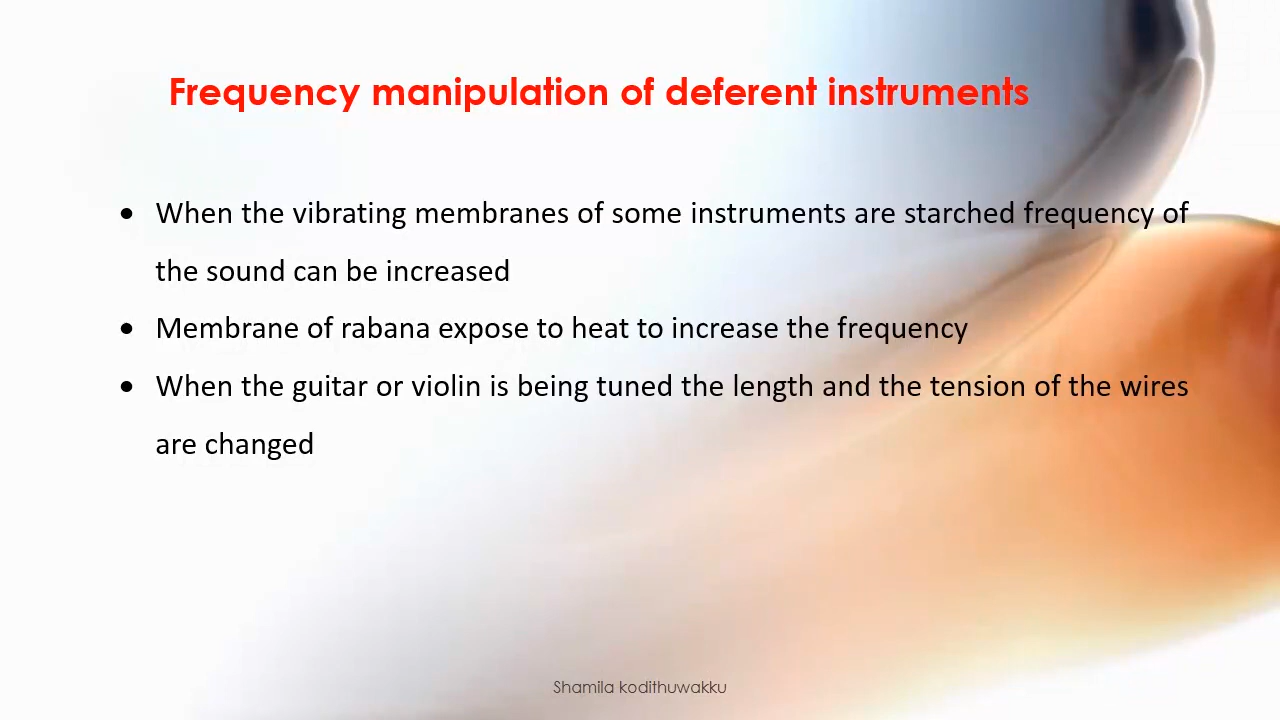 Frequency manipulation of deferent instruments
• When the vibrating membranes of some instruments are starched frequency of
the sound can be increased
• Membrane of rabana expose to heat to increase the frequency
• When the guitar or violin is being tuned the length and the tension of the wires
are changed
Shamila kodithuwakku